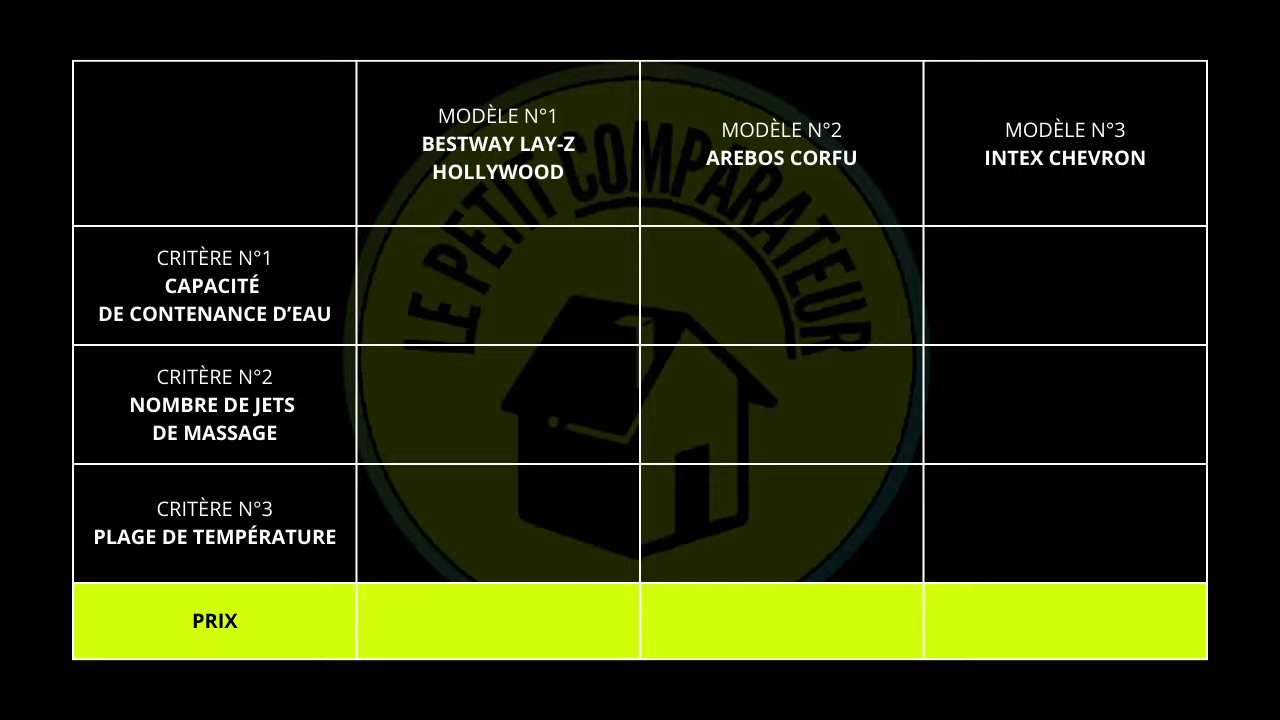 MODÈLE N°1
BESTWAY LAY-Z
HOLLYWOOD
MODÈLE N°2
AREBOS CORFU
MODÈLE N°3
INTEX CHEVRON
LE PETIT COMPARATEUR
CRITÈRE N°1
CAPACITÉ
DE CONTENANCE D’EAU
CRITÈRE N°2
NOMBRE DE JETS
DE MASSAGE
CRITÈRE N°3
PLAGE DE TEMPÉRATURE
PRIX